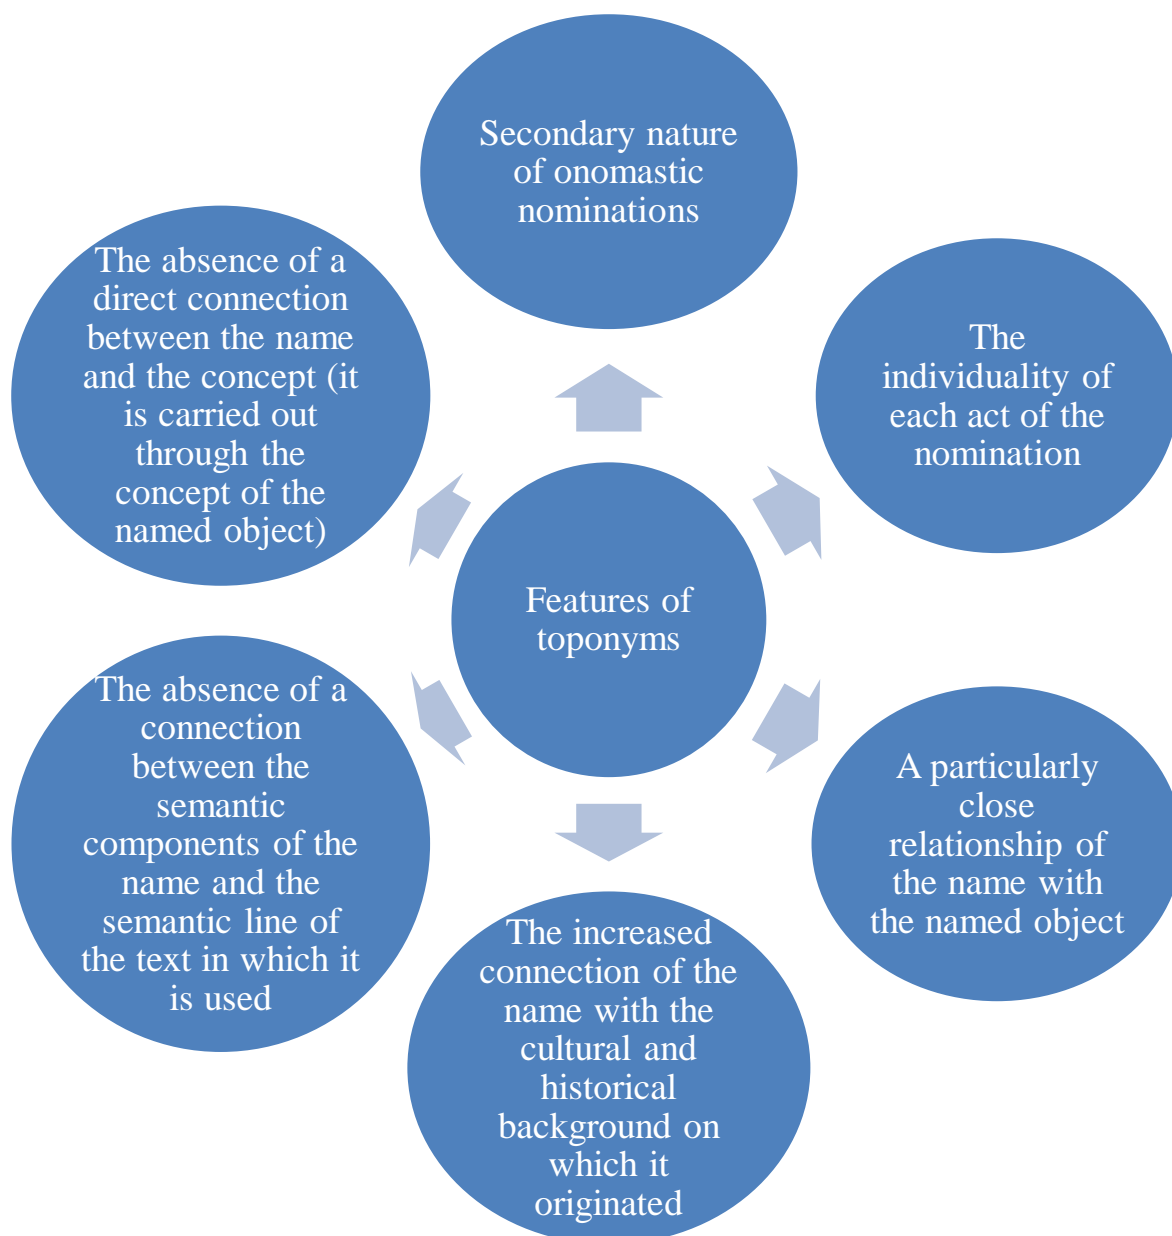 Secondary nature
of onomastic
nominations
The
individuality of
each act of the
nomination
A particularly
close
relationship of
the name with
the named object
The increased
connection of the
name with the
cultural and
historical
background on
which it
originated
The absence of a
connection
between the
semantic
components of the
name and the
semantic line of
the text in which it
is used
The absence of a
direct connection
between the name
and the concept (it
is carried out
through the
concept of the
named object)
Features of
toponyms